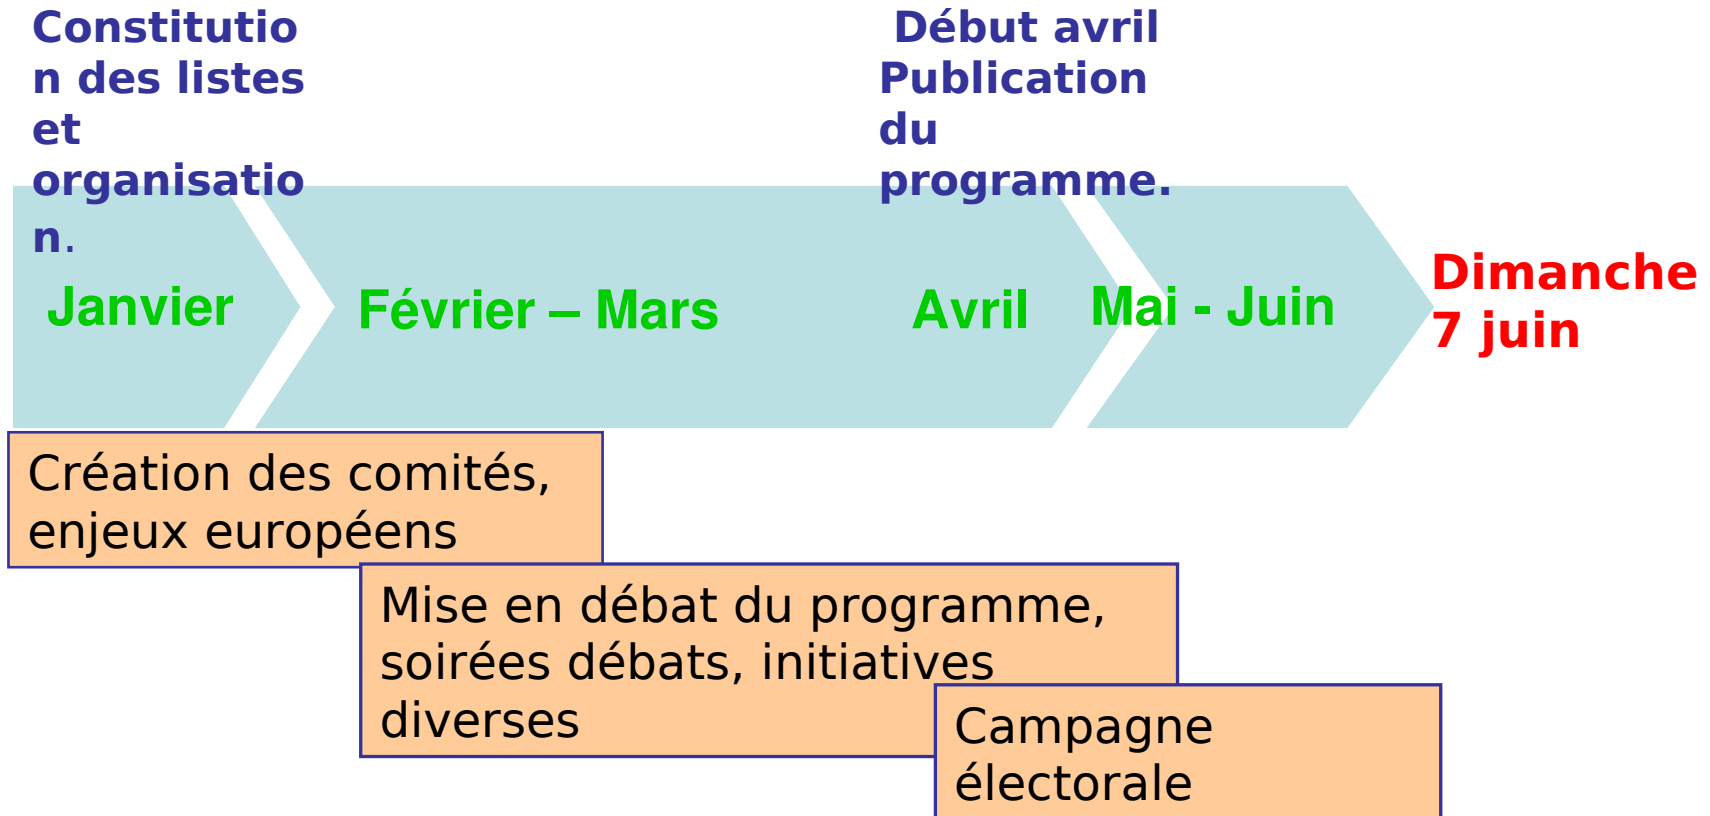 Constitutio
n des listes
et
organisatio
n.
Début avril
Publication
du
programme.
Janvier
Février – Mars
Avril
Mai - Juin
Dimanche
7 juin
Création des comités,
enjeux européens
Mise en débat du programme,
soirées débats, initiatives
diverses
Campagne
électorale